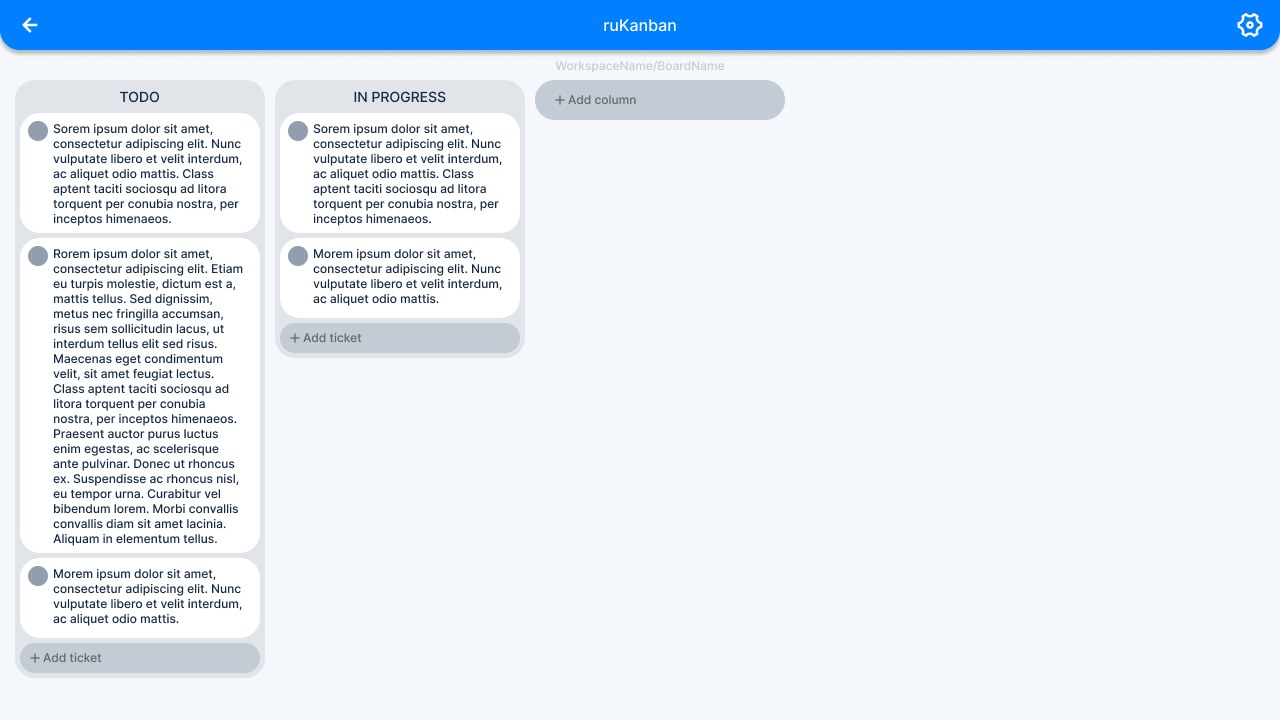 ruKanban
WorkspaceName/BoardName
TODO
Sorem ipsum dolor sit amet,
consectetur adipiscing elit. Nunc
vulputate libero et velit interdum,
ac aliquet odio mattis. Class
aptent taciti sociosqu ad litora
torquent per conubia nostra, per
inceptos himenaeos.
Rorem ipsum dolor sit amet,
consectetur adipiscing elit. Etiam
eu turpis molestie, dictum est a,
mattis tellus. Sed dignissim,
metus nec fringilla accumsan,
risus sem sollicitudin lacus, ut
interdum tellus elit sed risus.
Maecenas eget condimentum
velit, sit amet feugiat lectus.
Class aptent taciti sociosqu ad
litora torquent per conubia
nostra, per inceptos himenaeos.
Praesent auctor purus luctus
enim egestas, ac scelerisque
ante pulvinar. Donec ut rhoncus
ex. Suspendisse ac rhoncus nisl,
eu tempor urna. Curabitur vel
bibendum lorem. Morbi convallis
convallis diam sit amet lacinia.
Aliquam in elementum tellus.
Morem ipsum dolor sit amet,
consectetur adipiscing elit. Nunc
vulputate libero et velit interdum,
ac aliquet odio mattis.
+ Add ticket
IN PROGRESS
Sorem ipsum dolor sit amet,
consectetur adipiscing elit. Nunc
vulputate libero et velit interdum,
ac aliquet odio mattis. Class
aptent taciti sociosqu ad litora
torquent per conubia nostra, per
inceptos himenaeos.
Morem ipsum dolor sit amet,
consectetur adipiscing elit. Nunc
vulputate libero et velit interdum,
ac aliquet odio mattis.
+ Add ticket
+ Add column